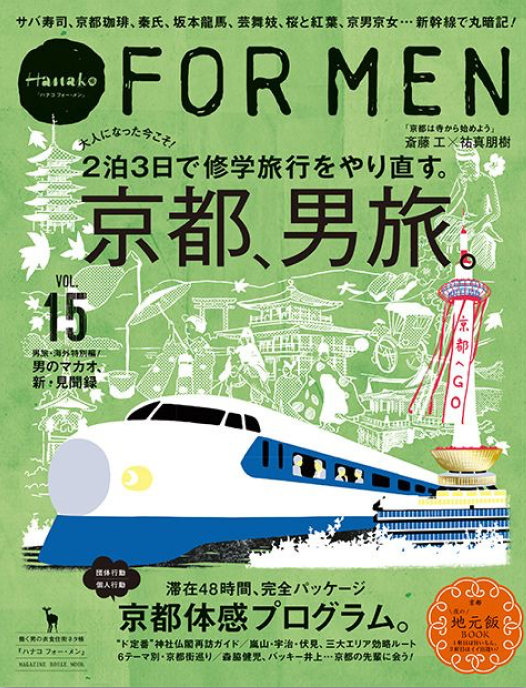 サバ寿司、京都珈琲、秦氏、坂本龍馬、芸舞妓、桜と紅葉、京男京女…新幹線で丸暗記！
Hanako FOR MEN
「ハナコ フォー・メン」
大人になった今こそ！
「京都は寺から始めよう」
斎藤 工×祐真朋樹
2泊3日で修学旅行をやり直す。
京都、男旅。
VOL.
15
男旅・海外特別編！
男のマカオ、
新・見聞録
京都へGO
団体行動
個人行動
滞在48時間、完全パッケージ
京都体感プログラム。
"ド定番"神社仏閣再訪ガイド／嵐山・宇治・伏見、三大エリア効略ルート
6テーマ別・京都街巡り／森脇健児、バッキー井上…京都の先輩に会う！
働く男の衣食住街ネタ帳
『ハナコ フォー・メン』
MAGAZINE HOUSE MOOK
京都
夜の
地元飯
BOOK